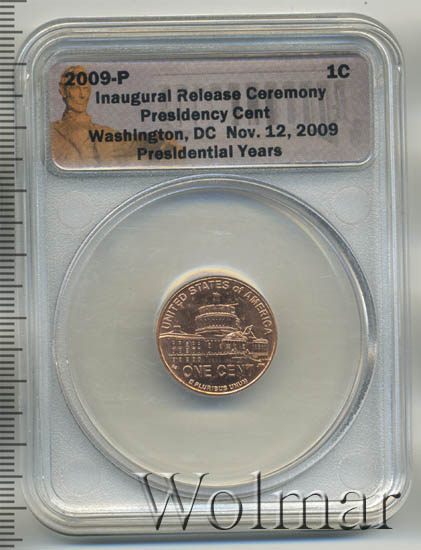 2009-P 1C
Inaugural Release Ceremony
Presidency Cent
Washington, DC Nov. 12, 2009
Presidential Years
UNITED STATES of AMERICA
ONE CENT
E PLURIBUS UNUM
Wolmar